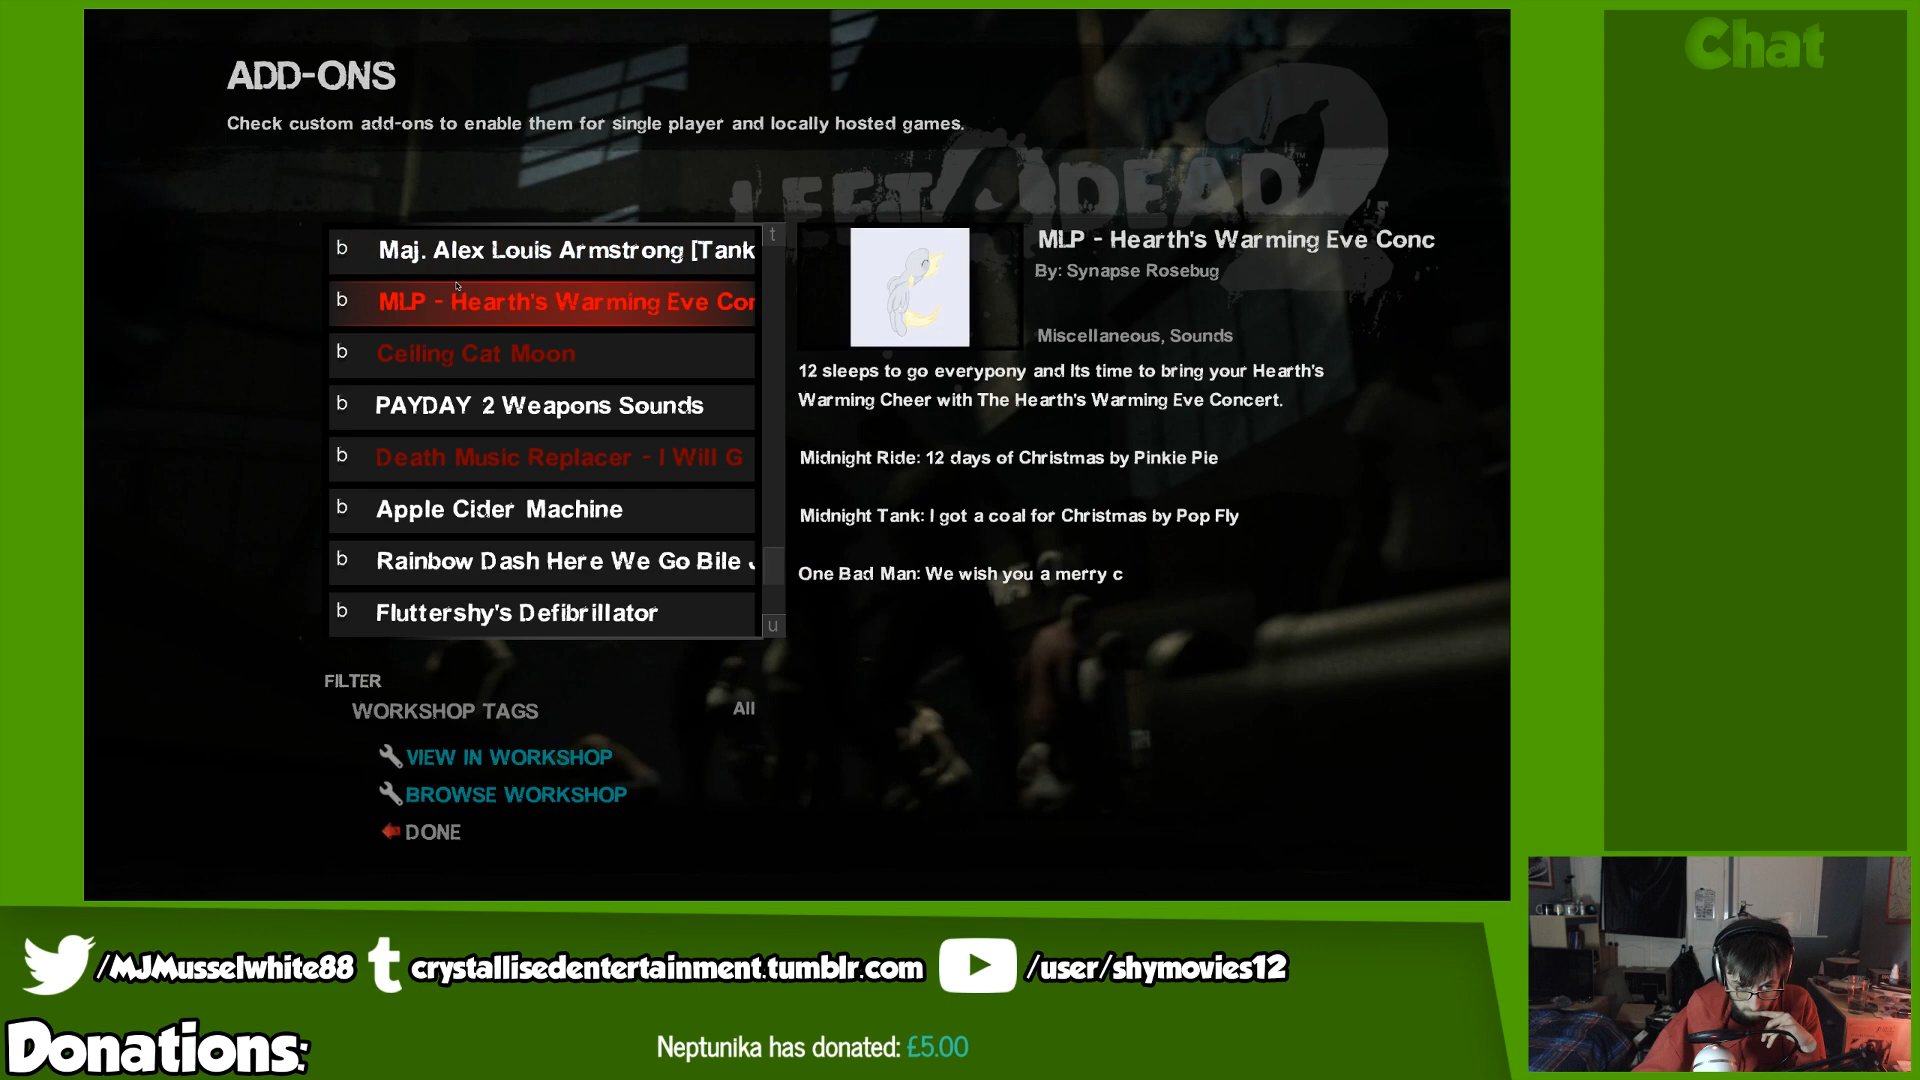 ADD-ONS
Check custom add-ons to enable them for single player and locally hosted games.
LEFT 4 DEAD 2
Chat
t
b Maj. Alex Louis Armstrong [Tank
b MLP - Hearth's Warming Eve Con
b Ceiling Cat Moon
b PAYDAY 2 Weapons Sounds
b Death Music Replacer - I Will G
b Apple Cider Machine
b Rainbow Dash Here We Go Bile J
b Fluttershy's Defibrillator
u
MLP - Hearth's Warming Eve Conc
By: Synapse Rosebug
Miscellaneous, Sounds
12 sleeps to go everypony and Its time to bring your Hearth's
Warming Cheer with The Hearth's Warming Eve Concert.
Midnight Ride: 12 days of Christmas by Pinkie Pie
Midnight Tank: I got a coal for Christmas by Pop Fly
One Bad Man: We wish you a merry c
FILTER
WORKSHOP TAGS All
VIEW IN WORKSHOP
BROWSE WORKSHOP
DONE
/MJMusselwhite88 crystallisedentertainment.tumblr.com /user/shymovies12
Donations:
Neptunika has donated: £5.00